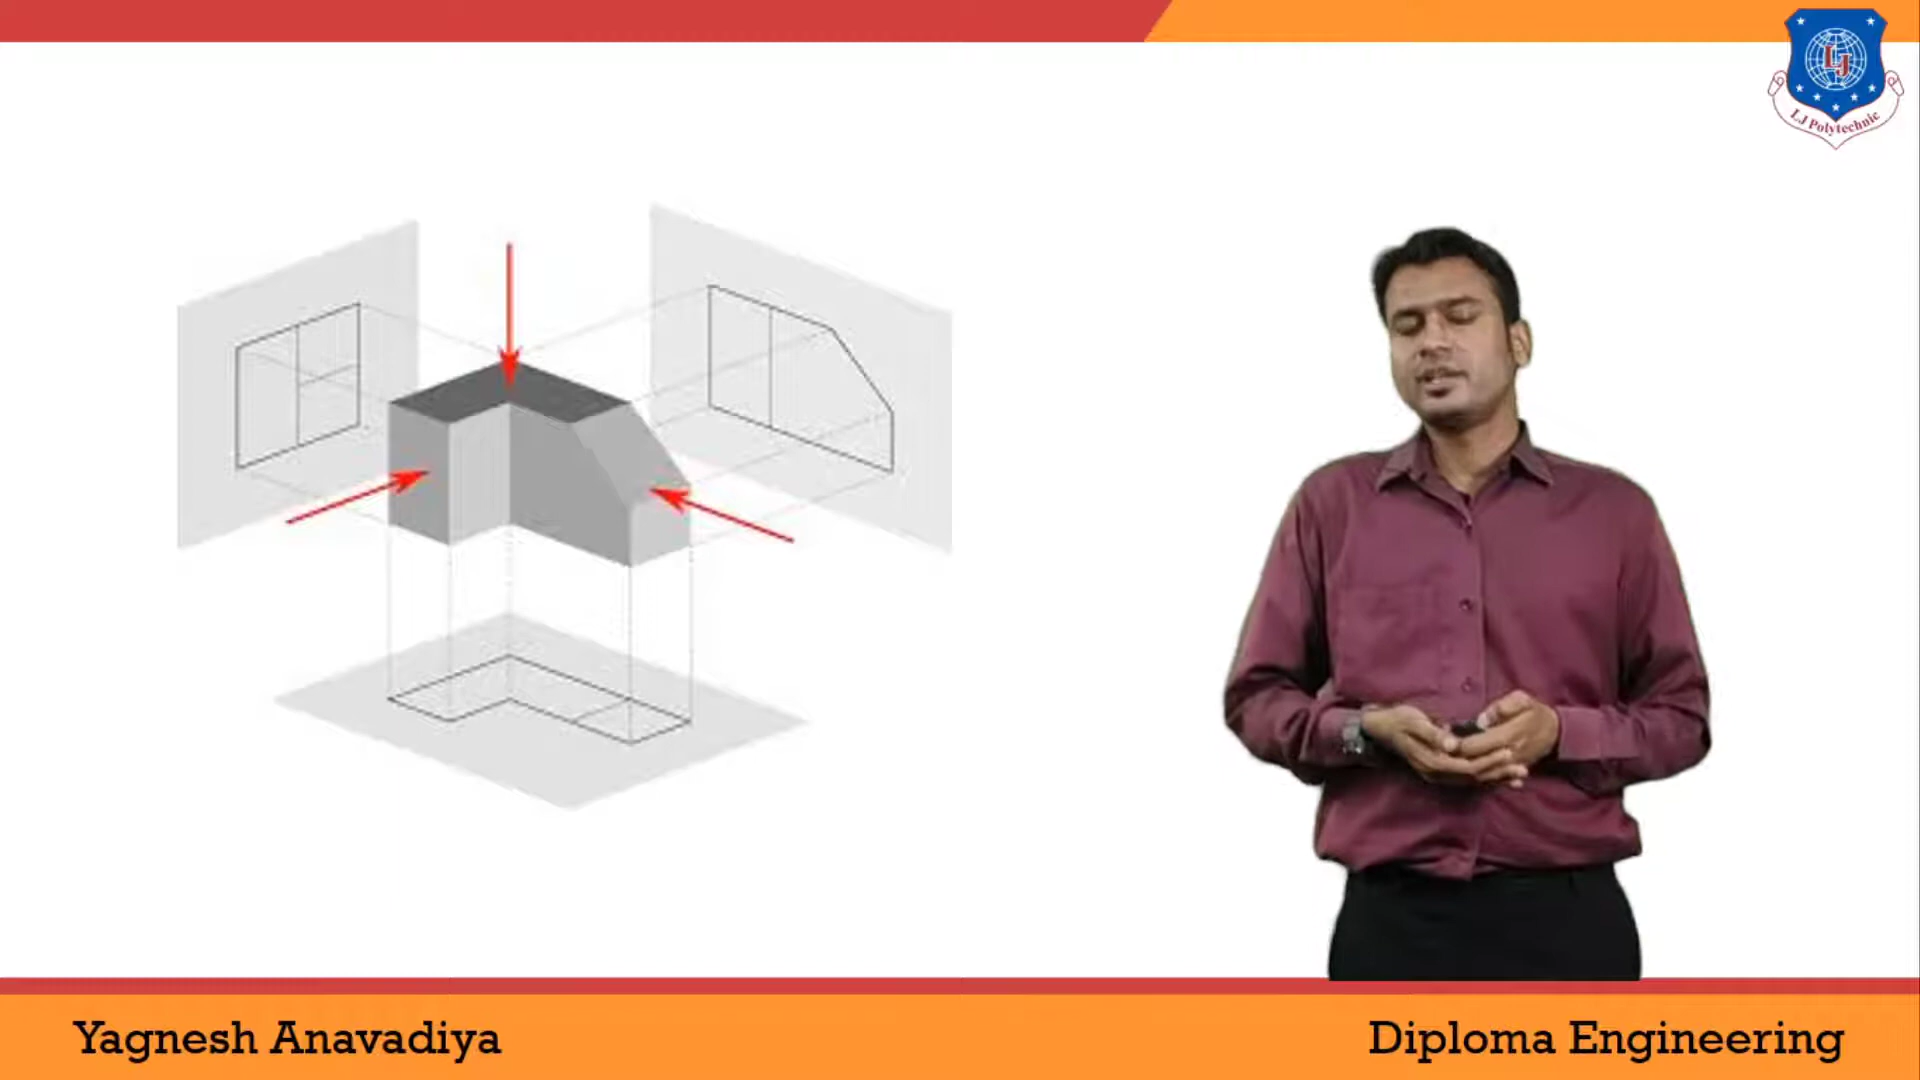 LJ
LJ Polytechnic
Yagnesh Anavadiya
Diploma Engineering